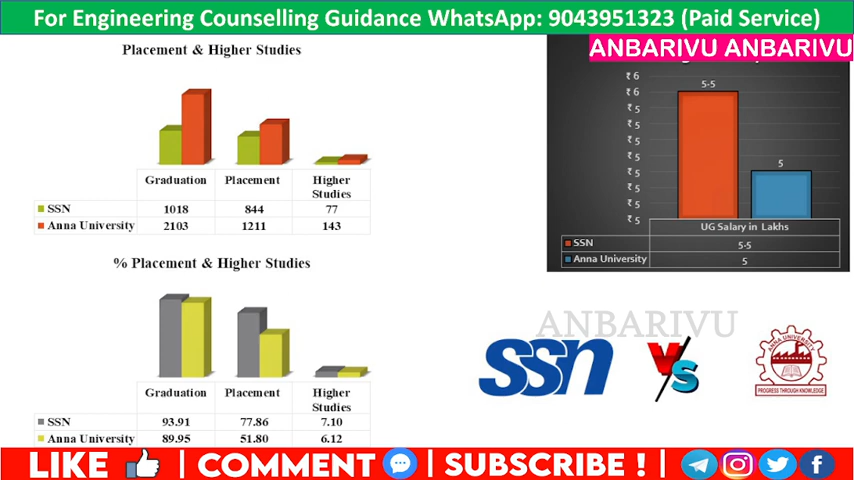 For Engineering Counselling Guidance WhatsApp: 9043951323 (Paid Service)
Placement & Higher Studies
Graduation Placement Higher Studies
SSN 1018 844 77
Anna University 2103 1211 143
% Placement & Higher Studies
Graduation Placement Higher Studies
SSN 93.91 77.86 7.10
Anna University 89.95 51.80 6.12
ANBARIVU ANBARIVU
₹ 6
₹ 6
₹ 5
₹ 5
₹ 5
₹ 5
₹ 5
₹ 5
₹ 5
₹ 5
5-5
5
UG Salary in Lakhs
SSN 5-5
Anna University 5
ANBARIVU
SSN
VS
ANNA UNIVERSITY
PROGRESS THROUGH KNOWLEDGE
LIKE | COMMENT | SUBSCRIBE ! |